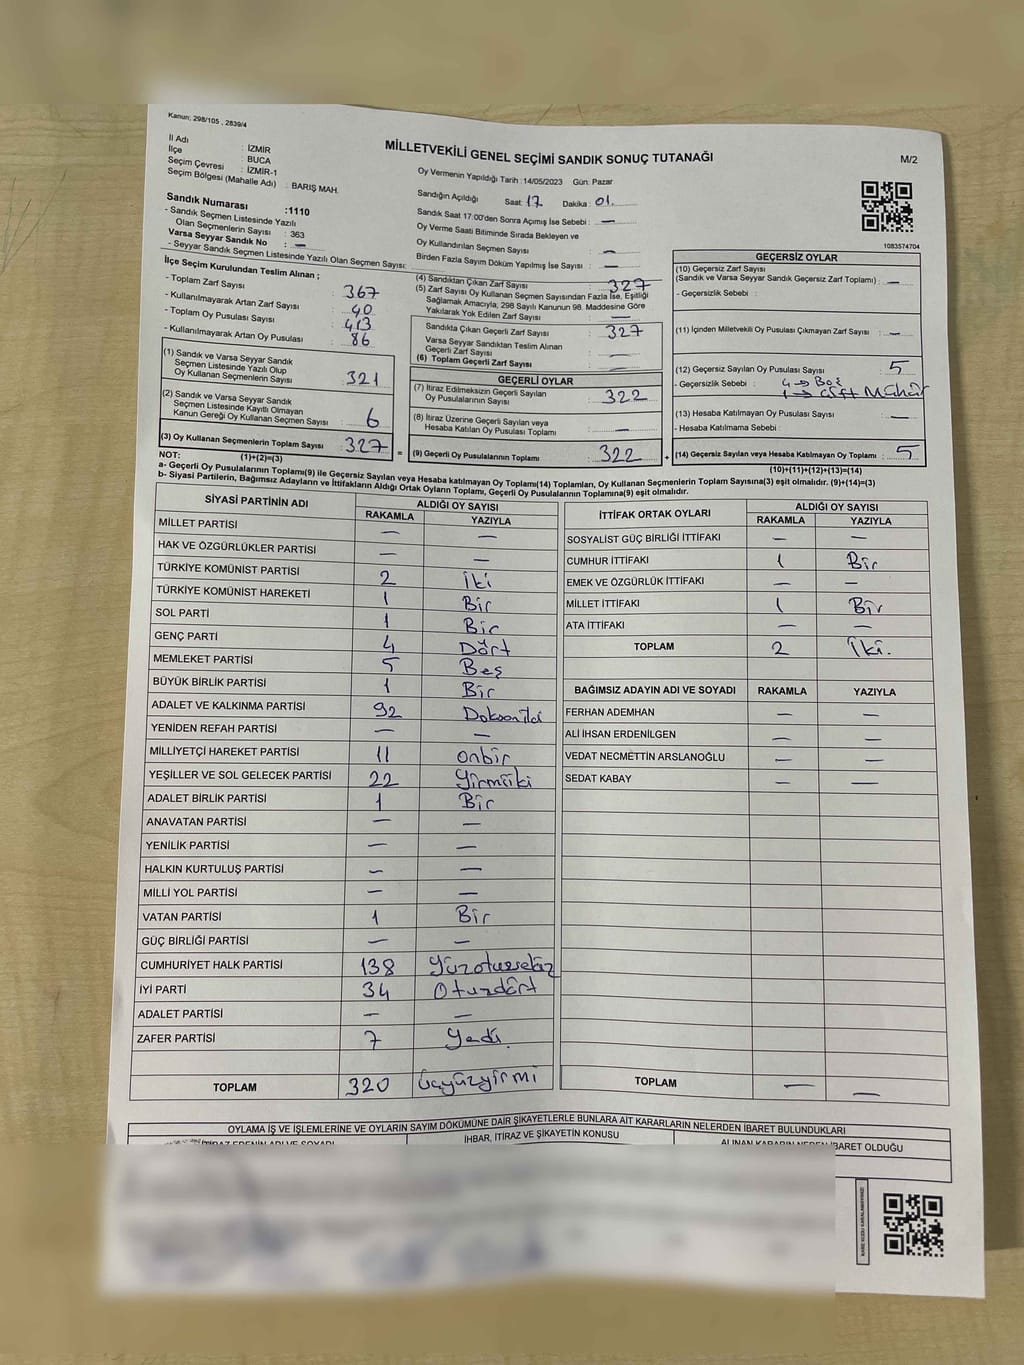 Kanun; 298/105 , 2839/4
MİLLETVEKİLİ GENEL SEÇİMİ SANDIK SONUÇ TUTANAĞI
M/2
İl Adı : İZMİR
İlçe : BUCA
Seçim Çevresi : İZMİR-1
Seçim Bölgesi (Mahalle Adı) : BARIŞ MAH.
Sandık Numarası :1110
- Sandık Seçmen Listesinde Yazılı
Olan Seçmenlerin Sayısı : 363
Varsa Seyyar Sandık No : —
- Seyyar Sandık Seçmen Listesinde Yazılı Olan Seçmen Sayısı:
Oy Vermenin Yapıldığı Tarih :14/05/2023 Gün: Pazar
Sandığın Açıldığı Saat : 17 Dakika : 01.
Sandık Saat 17:00'den Sonra Açımış İse Sebebi : —
Oy Verme Saati Bitiminde Sırada Bekleyen ve
Oy Kullandırılan Seçmen Sayısı : —
Birden Fazla Sayım Döküm Yapılmış İse Sayısı : —
1083574704
İlçe Seçim Kurulundan Teslim Alınan ;
- Toplam Zarf Sayısı : 367
- Kullanılmayarak Artan Zarf Sayısı : 40
- Toplam Oy Pusulası Sayısı : 413
- Kullanılmayarak Artan Oy Pusulası : 86
(1) Sandık ve Varsa Seyyar Sandık
Seçmen Listesinde Yazılı Olup
Oy Kullanan Seçmenlerin Sayısı : 321
(2) Sandık ve Varsa Seyyar Sandık
Seçmen Listesinde Kayıtlı Olmayan
Kanun Gereği Oy Kullanan Seçmen Sayısı : 6
(3) Oy Kullanan Seçmenlerin Toplam Sayısı : 327
(1)+(2)=(3)
(4) Sandıktan Çıkan Zarf Sayısı : 327
(5) Zarf Sayısı Oy Kullanan Seçmen Sayısından Fazla İse, Eşitliği
Sağlamak Amacıyla; 298 Sayılı Kanunun 98. Maddesine Göre
Yakılarak Yok Edilen Zarf Sayısı : —
Sandıkta Çıkan Geçerli Zarf Sayısı : 327
Varsa Seyyar Sandıktan Teslim Alınan
Geçerli Zarf Sayısı : —
(6) Toplam Geçerli Zarf Sayısı : —
GEÇERLİ OYLAR
(7) İtiraz Edilmeksizin Geçerli Sayılan
Oy Pusulalarının Sayısı : 322
(8) İtiraz Üzerine Geçerli Sayılan veya
Hesaba Katılan Oy Pusulası Toplamı : —
= (9) Geçerli Oy Pusulalarının Toplamı : 322 +
GEÇERSİZ OYLAR
(10) Geçersiz Zarf Sayısı
(Sandık ve Varsa Seyyar Sandık Geçersiz Zarf Toplamı) : —
- Geçersizlik Sebebi :
(11) İçinden Milletvekili Oy Pusulası Çıkmayan Zarf Sayısı : —
(12) Geçersiz Sayılan Oy Pusulası Sayısı : 5
- Geçersizlik Sebebi : 4 → Boş
1 → Çift Mühür
(13) Hesaba Katılmayan Oy Pusulası Sayısı : —
- Hesaba Katılmama Sebebi :
(14) Geçersiz Sayılan veya Hesaba Katılmayan Oy Toplamı : 5
(10)+(11)+(12)+(13)=(14)
NOT:
a- Geçerli Oy Pusulalarının Toplamı(9) ile Geçersiz Sayılan veya Hesaba katılmayan Oy Toplamı(14) Toplamları, Oy Kullanan Seçmenlerin Toplam Sayısına(3) eşit olmalıdır. (9)+(14)=(3)
b- Siyasi Partilerin, Bağımsız Adayların ve İttifakların Aldığı Ortak Oyların Toplamı, Geçerli Oy Pusulalarının Toplamına(9) eşit olmalıdır.
SİYASİ PARTİNİN ADI ALDIĞI OY SAYISI
RAKAMLA YAZIYLA
MİLLET PARTİSİ — —
HAK VE ÖZGÜRLÜKLER PARTİSİ — —
TÜRKİYE KOMÜNİST PARTİSİ 2 İki
TÜRKİYE KOMÜNİST HAREKETİ 1 Bir
SOL PARTİ 1 Bir
GENÇ PARTİ 4 Dört
MEMLEKET PARTİSİ 5 Beş
BÜYÜK BİRLİK PARTİSİ 1 Bir
ADALET VE KALKINMA PARTİSİ 92 Doksaniki
YENİDEN REFAH PARTİSİ — —
MİLLİYETÇİ HAREKET PARTİSİ 11 onbir
YEŞİLLER VE SOL GELECEK PARTİSİ 22 Yirmiiki
ADALET BİRLİK PARTİSİ 1 Bir
ANAVATAN PARTİSİ — —
YENİLİK PARTİSİ — —
HALKIN KURTULUŞ PARTİSİ — —
MİLLİ YOL PARTİSİ — —
VATAN PARTİSİ 1 Bir
GÜÇ BİRLİĞİ PARTİSİ — —
CUMHURİYET HALK PARTİSİ 138 Yüzotuzsekiz
İYİ PARTİ 34 Otuzdört
ADALET PARTİSİ — —
ZAFER PARTİSİ 7 Yedi.
TOPLAM 320 üçyüzyirmi
İTTİFAK ORTAK OYLARI ALDIĞI OY SAYISI
RAKAMLA YAZIYLA
SOSYALİST GÜÇ BİRLİĞİ İTTİFAKI — —
CUMHUR İTTİFAKI 1 Bir
EMEK VE ÖZGÜRLÜK İTTİFAKI — —
MİLLET İTTİFAKI 1 Bir
ATA İTTİFAKI — —
TOPLAM 2 İki.
BAĞIMSIZ ADAYIN ADI VE SOYADI RAKAMLA YAZIYLA
FERHAN ADEMHAN — —
ALİ İHSAN ERDENİLGEN — —
VEDAT NECMETTİN ARSLANOĞLU — —
SEDAT KABAY — —
TOPLAM — —
OYLAMA İŞ VE İŞLEMLERİNE VE OYLARIN SAYIM DÖKÜMÜNE DAİR ŞİKAYETLERLE BUNLARA AİT KARARLARIN NELERDEN İBARET BULUNDUKLARI
İTİRAZ EDENİN ADI VE SOYADI İHBAR, İTİRAZ VE ŞİKAYETİN KONUSU ALINAN KARARIN NEDEN İBARET OLDUĞU